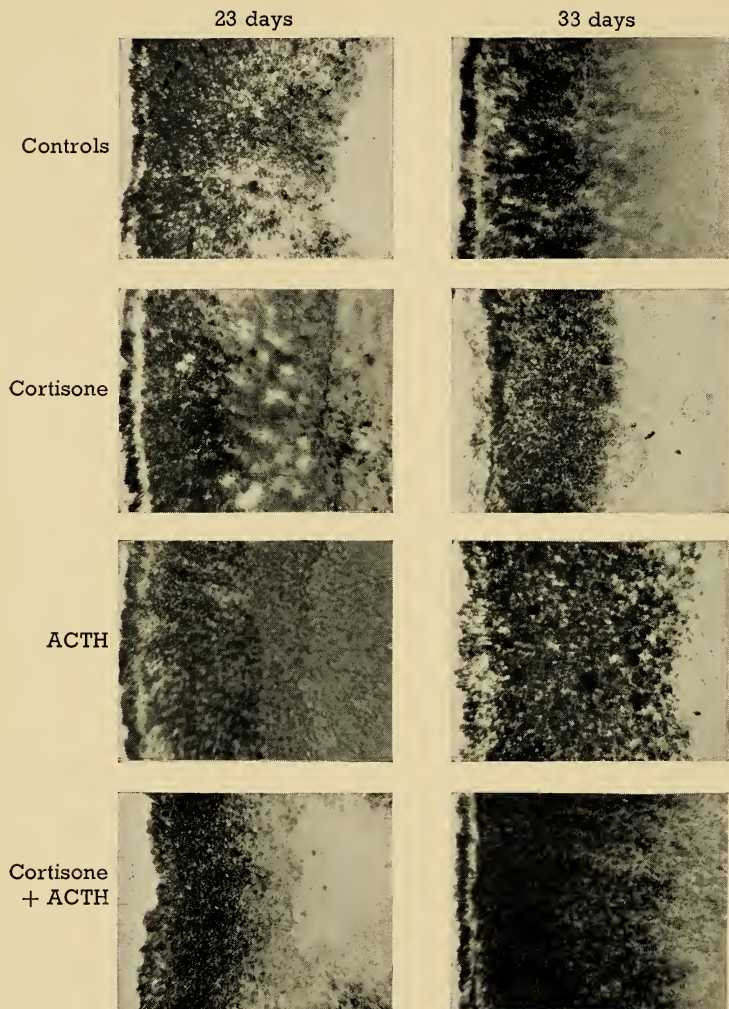 23 days 33 days
Controls
Cortisone
ACTH
Cortisone
+ ACTH